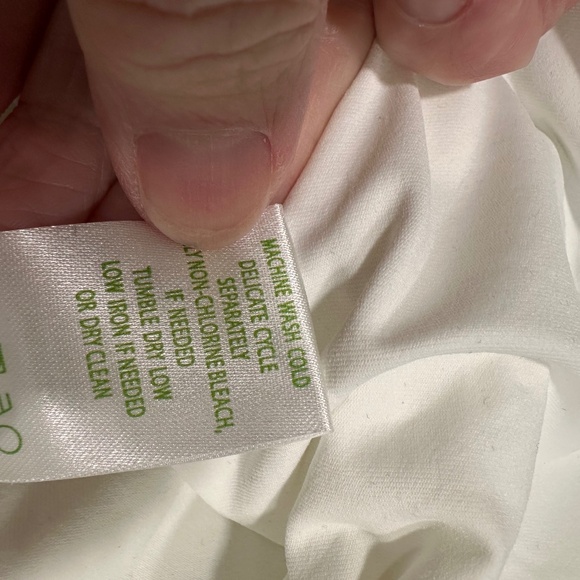 MACHINE WASH COLD
DELICATE CYCLE
SEPARATELY
NON-CHLORINE BLEACH,
IF NEEDED
TUMBLE DRY LOW
LOW IRON IF NEEDED
OR DRY CLEAN